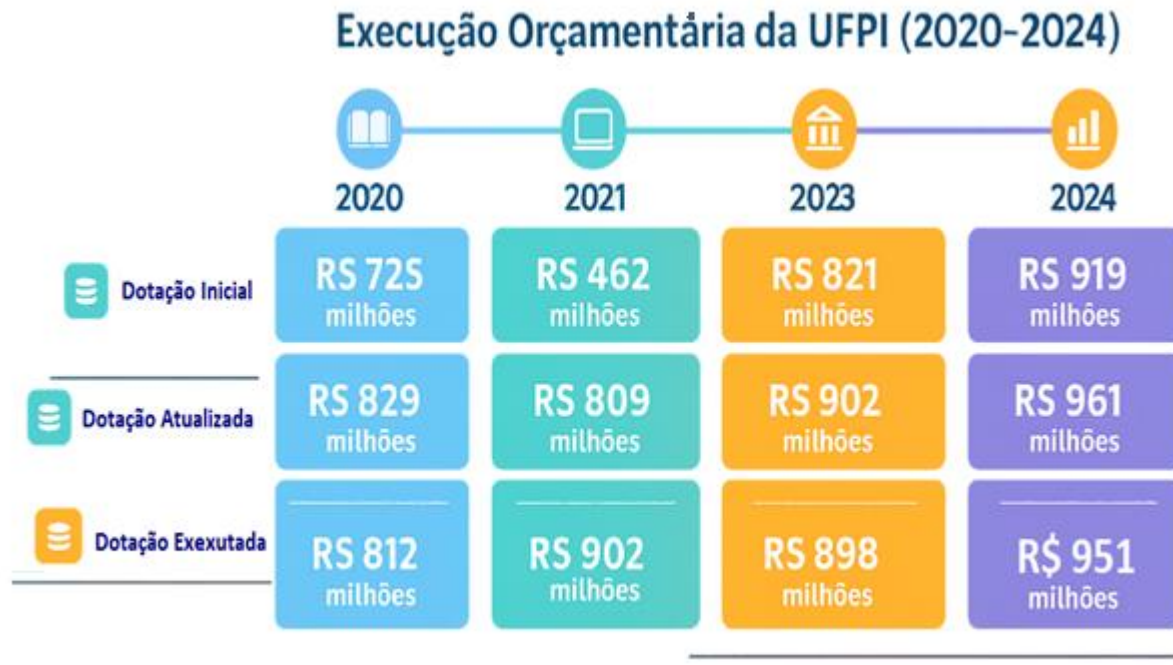 Execução Orçamentária da UFPI (2020-2024)
2020 2021 2023 2024
Dotação Inicial RS 725 RS 462 RS 821 RS 919
milhões milhões milhões milhões
Dotação Atualizada RS 829 RS 809 RS 902 RS 961
milhões milhões milhões milhões
Dotação Exexutada RS 812 RS 902 RS 898 R$ 951
milhões milhões milhões milhões